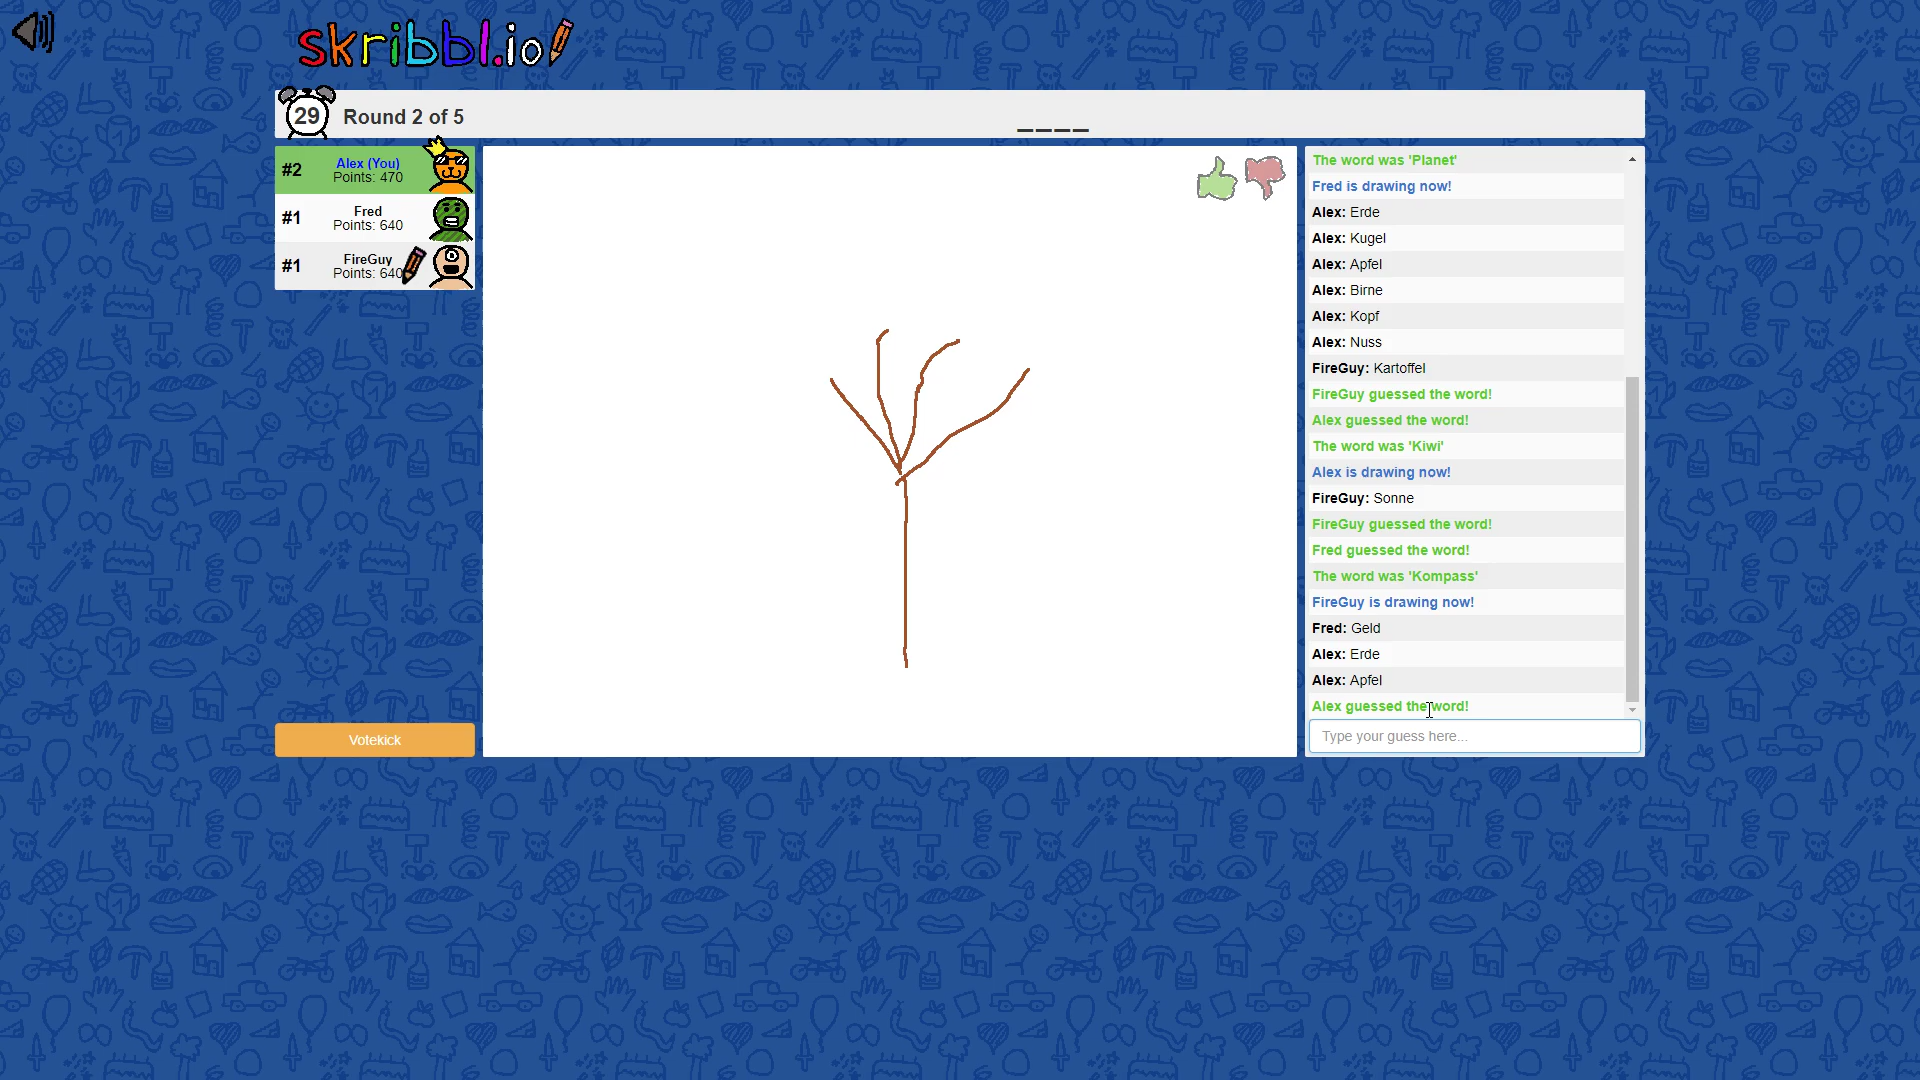 skribbl.io
29
Round 2 of 5
____
#2
Alex (You)
Points: 470
#1
Fred
Points: 640
#1
FireGuy
Points: 640
Votekick
The word was 'Planet'
Fred is drawing now!
Alex: Erde
Alex: Kugel
Alex: Apfel
Alex: Birne
Alex: Kopf
Alex: Nuss
FireGuy: Kartoffel
FireGuy guessed the word!
Alex guessed the word!
The word was 'Kiwi'
Alex is drawing now!
FireGuy: Sonne
FireGuy guessed the word!
Fred guessed the word!
The word was 'Kompass'
FireGuy is drawing now!
Fred: Geld
Alex: Erde
Alex: Apfel
Alex guessed the word!
Type your guess here...